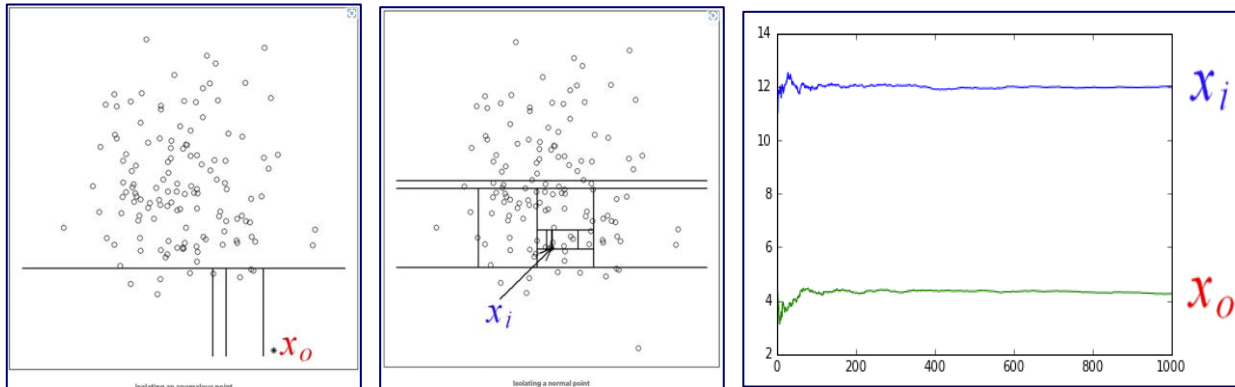 x_o
Isolating an anomalous point
x_i
Isolating a normal point
14
12
10
8
6
4
2
0
200
400
600
800
1000
x_i
x_o